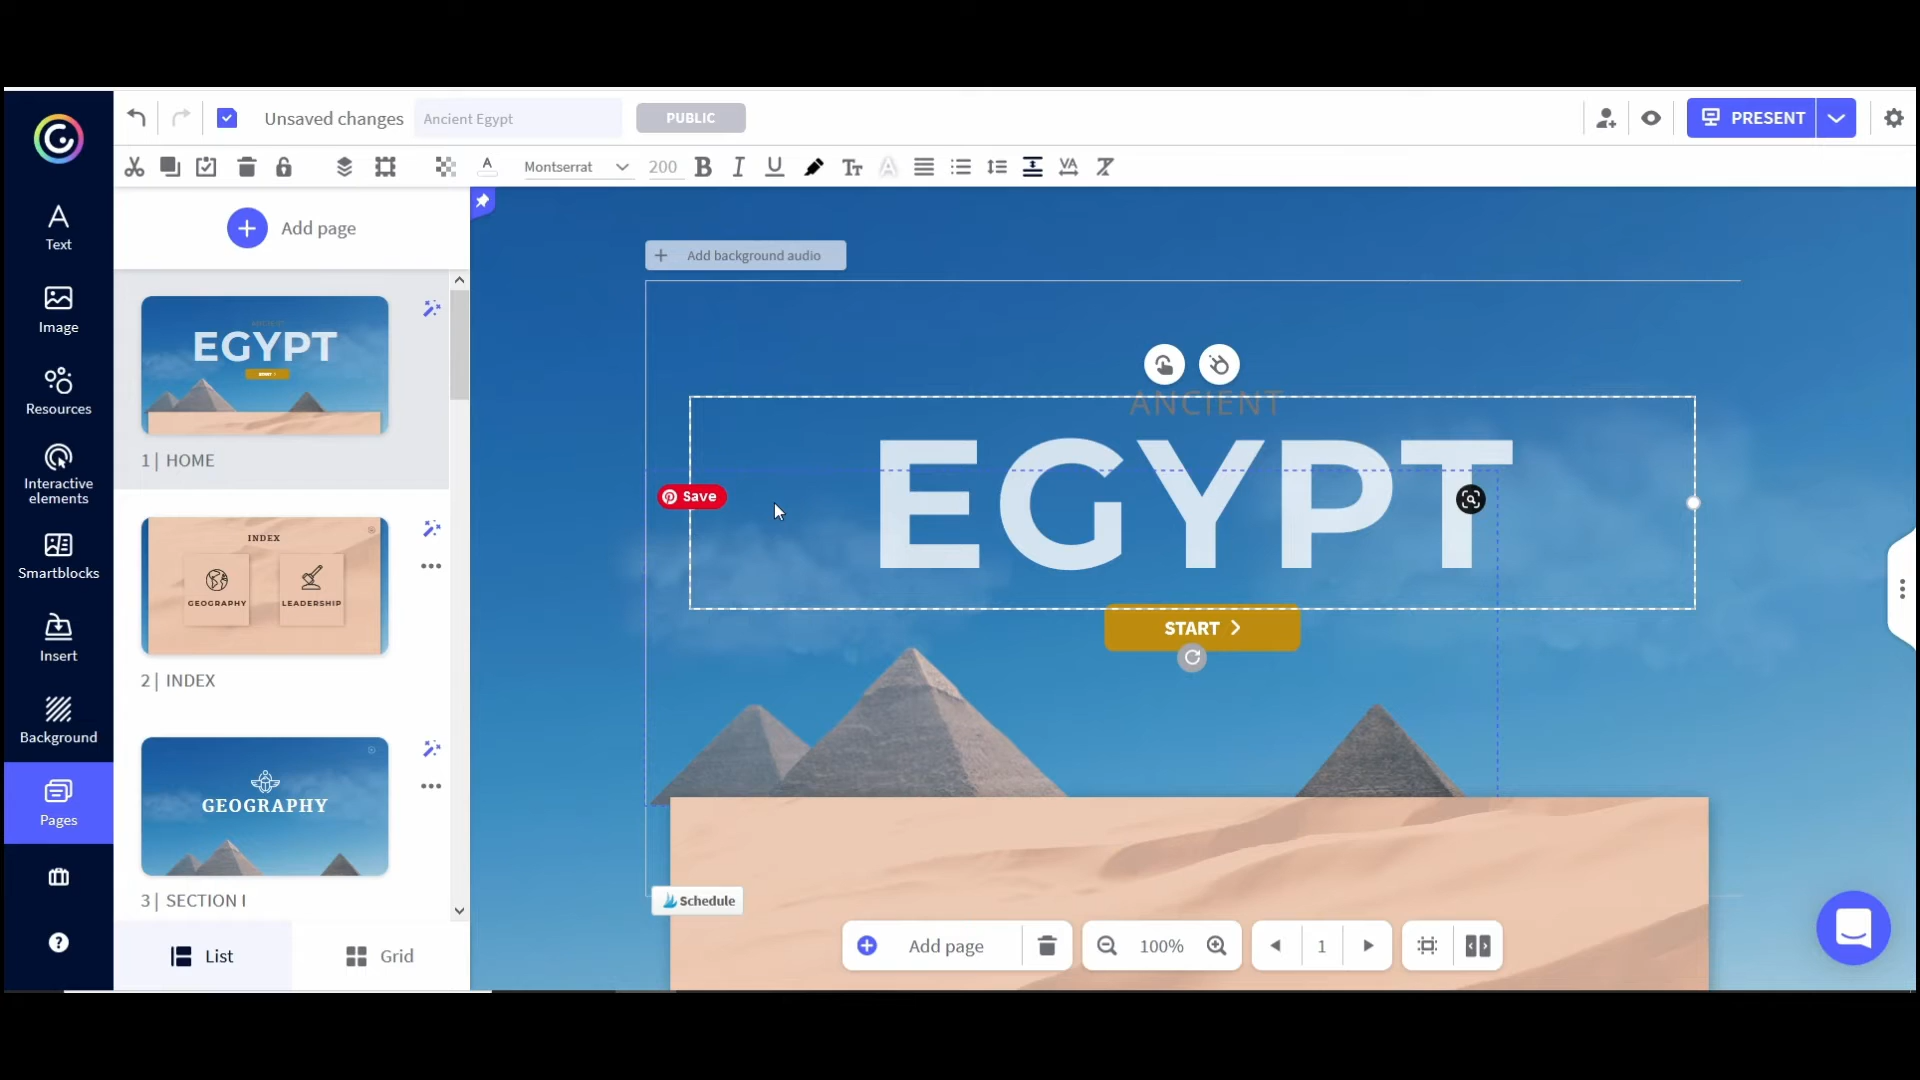 Unsaved changes
Ancient Egypt
PUBLIC
PRESENT
Montserrat
200
Text
Image
Resources
Interactive
elements
Smartblocks
Insert
Background
Pages
Add page
EGYPT
1 | HOME
INDEX
GEOGRAPHY LEADERSHIP
2 | INDEX
GEOGRAPHY
3 | SECTION I
List
Grid
Add background audio
ANCIENT
EGYPT
Save
START
Schedule
Add page
100%
1